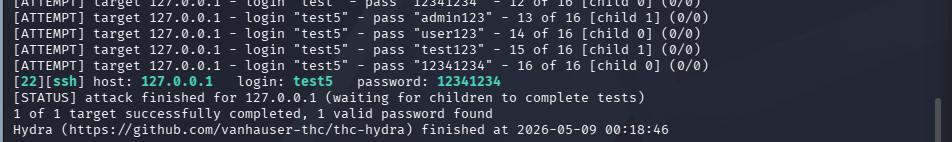 [ATTEMPT] target 127.0.0.1 - login "test" - pass "12341234" - 12 of 16 [child 0] (0/0)
[ATTEMPT] target 127.0.0.1 - login "test5" - pass "admin123" - 13 of 16 [child 1] (0/0)
[ATTEMPT] target 127.0.0.1 - login "test5" - pass "user123" - 14 of 16 [child 0] (0/0)
[ATTEMPT] target 127.0.0.1 - login "test5" - pass "test123" - 15 of 16 [child 1] (0/0)
[ATTEMPT] target 127.0.0.1 - login "test5" - pass "12341234" - 16 of 16 [child 0] (0/0)
[22][ssh] host: 127.0.0.1   login: test5   password: 12341234
[STATUS] attack finished for 127.0.0.1 (waiting for children to complete tests)
1 of 1 target successfully completed, 1 valid password found
Hydra (https://github.com/vanhauser-thc/thc-hydra) finished at 2026-05-09 00:18:46